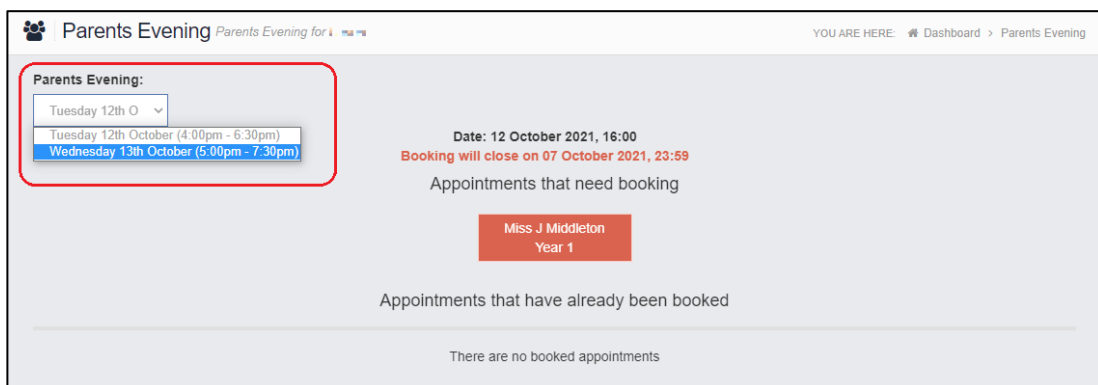 Parents Evening Parents Evening for
YOU ARE HERE: Dashboard > Parents Evening
Parents Evening:
Tuesday 12th O
Tuesday 12th October (4:00pm - 6:30pm)
Wednesday 13th October (5:00pm - 7:30pm)
Date: 12 October 2021, 16:00
Booking will close on 07 October 2021, 23:59
Appointments that need booking
Miss J Middleton
Year 1
Appointments that have already been booked
There are no booked appointments